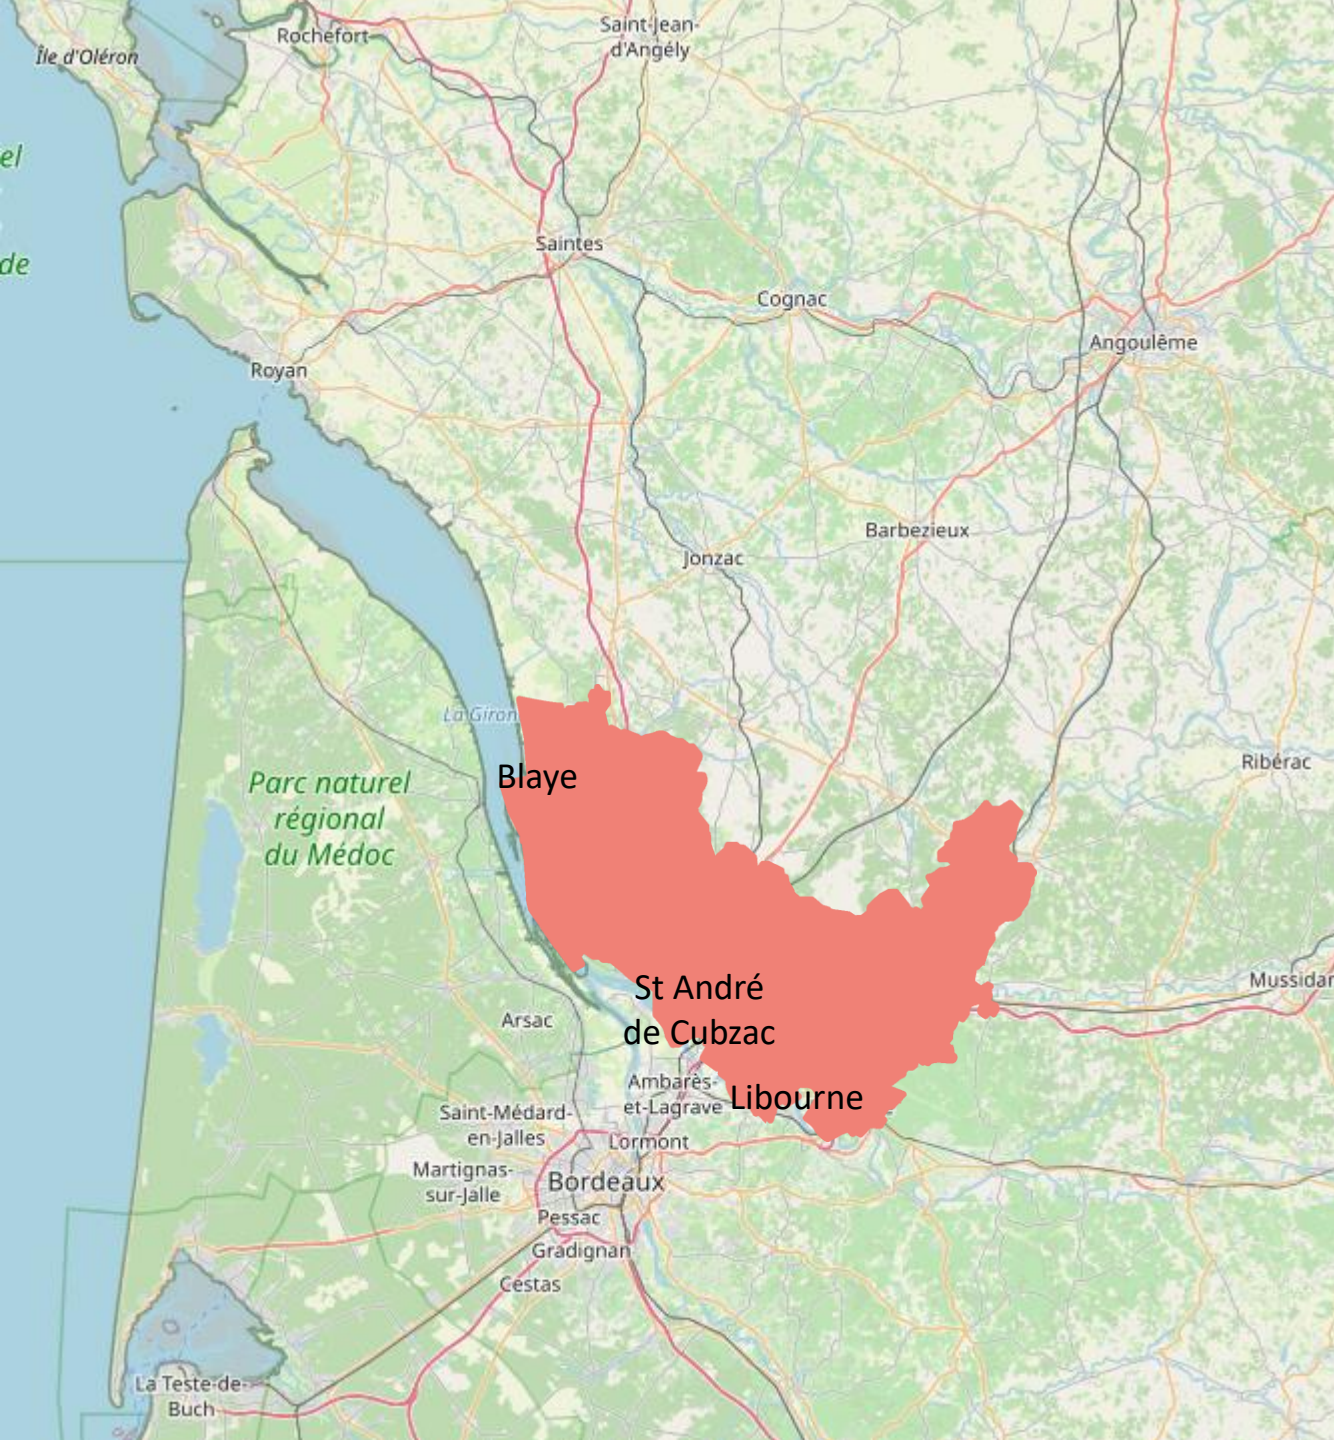 Rochefort
Saint-Jean-
d'Angély
Île d'Oléron
el
de
Saintes
Cognac
Angoulême
Royan
Barbezieux
Jonzac
La Giron
Blaye
Parc naturel
régional
du Médoc
Ribérac
Mussidan
St André
de Cubzac
Arsac
Ambarès-
et-Lagrave
Libourne
Saint-Médard-
en-Jalles
Lormont
Martignas-
sur-Jalle
Bordeaux
Pessac
Gradignan
Cestas
La Teste-de-
Buch